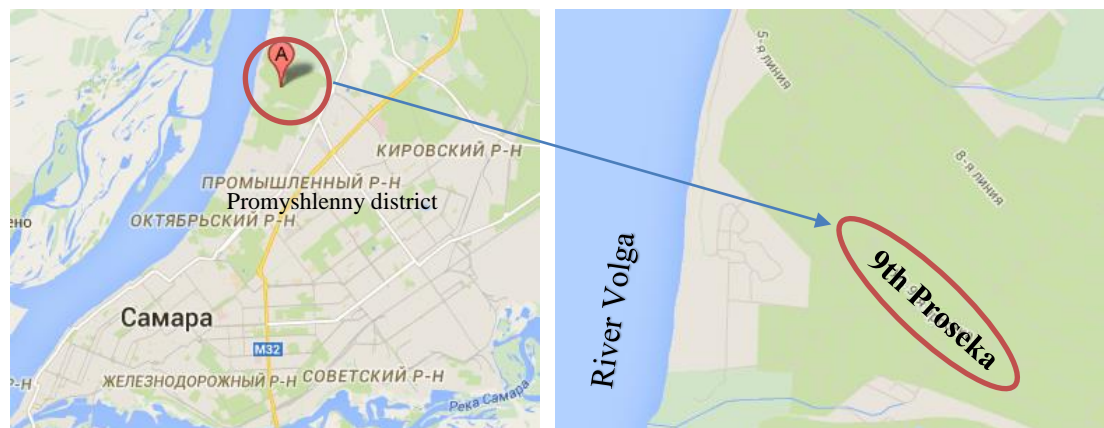 A
КИРОВСКИЙ Р-Н
ПРОМЫШЛЕННЫЙ Р-Н
Promyshlenny district
ено
ОКТЯБРЬСКИЙ Р-Н
Самара
M32
Р-Н
ЖЕЛЕЗНОДОРОЖНЫЙ Р-Н
СОВЕТСКИЙ Р-Н
Река Самара
5-я линия
8-я линия
9th Proseka
River Volga